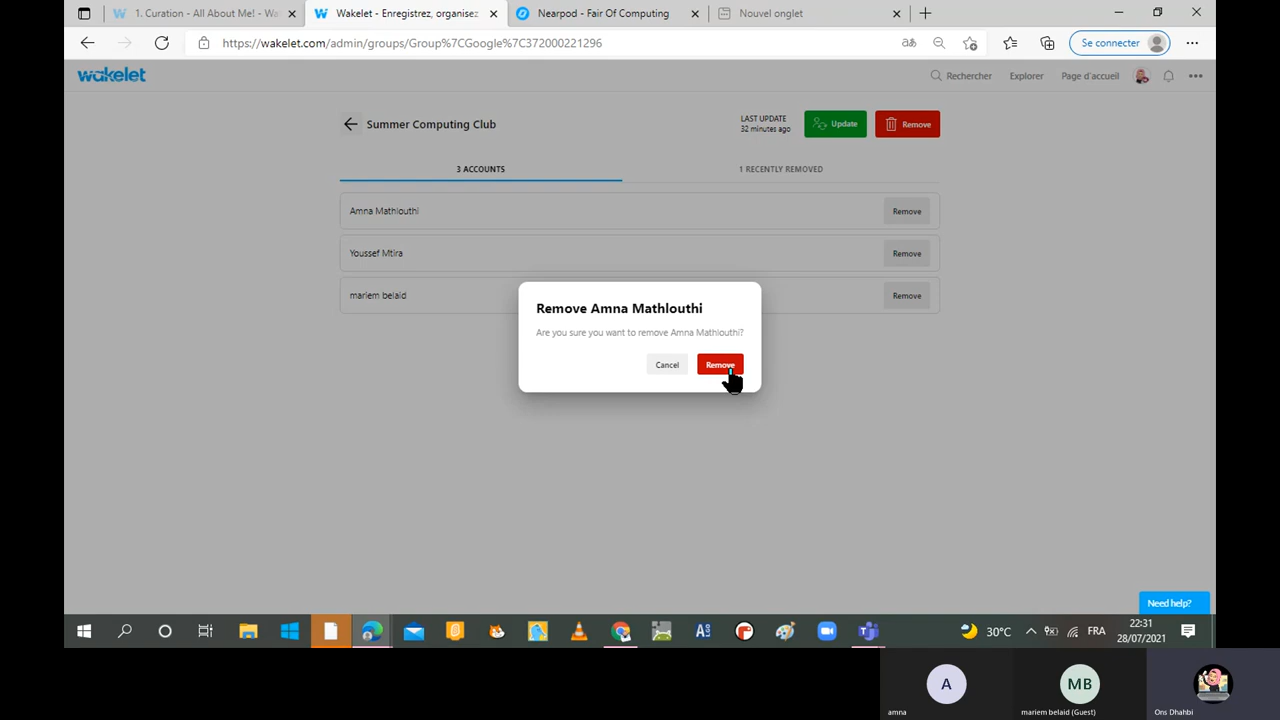 1. Curation - All About Me! - Wa
Wakelet - Enregistrez, organisez
Nearpod - Fair Of Computing
Nouvel onglet
https://wakelet.com/admin/groups/Group%7CGoogle%7C372000221296
Se connecter
wakelet
Rechercher
Explorer
Page d'accueil
Summer Computing Club
LAST UPDATE
32 minutes ago
Update
Remove
3 ACCOUNTS
1 RECENTLY REMOVED
Amna Mathlouthi
Remove
Youssef Mtira
Remove
mariem belaid
Remove
Remove Amna Mathlouthi
Are you sure you want to remove Amna Mathlouthi?
Cancel
Remove
Need help?
30°C
FRA
22:31
28/07/2021
A
MB
amna
mariem belaid (Guest)
Ons Dhahbi